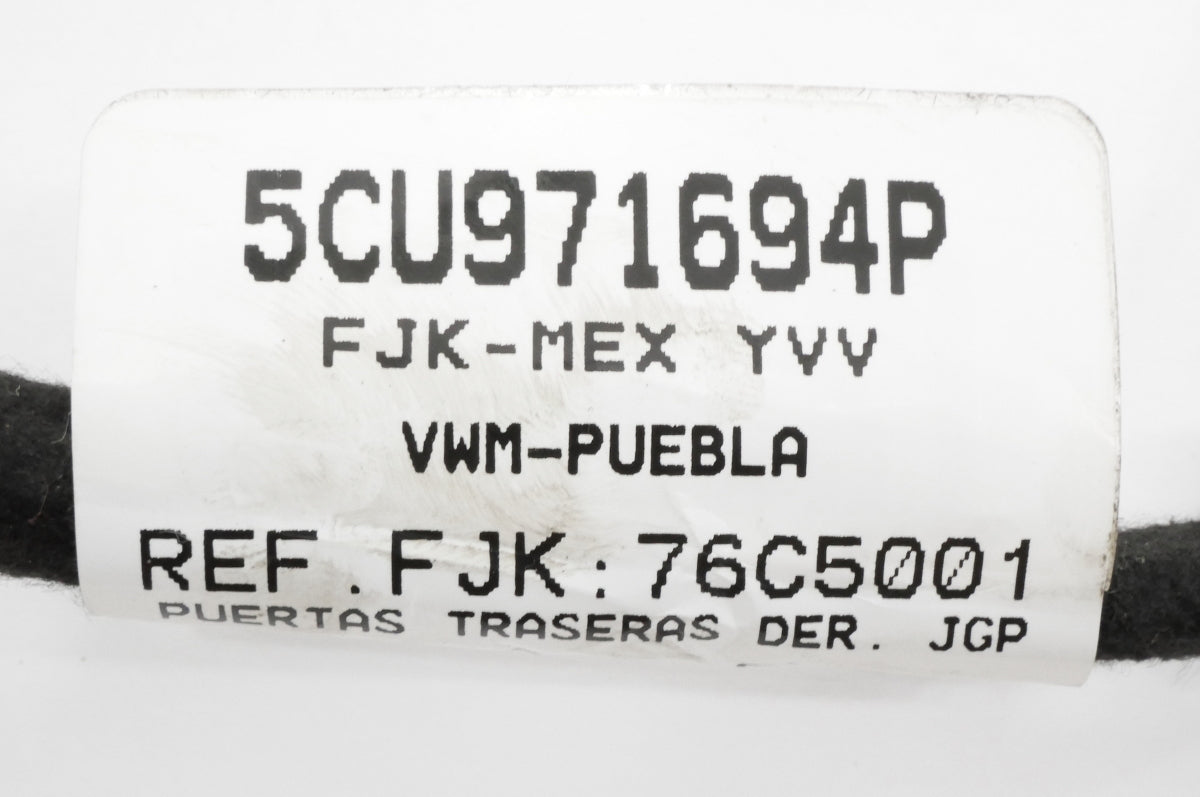 5CU971694P
FJK-MEX YVV
VWM-PUEBLA
REF.FJK:76C5001
PUERTAS TRASERAS DER. JGP